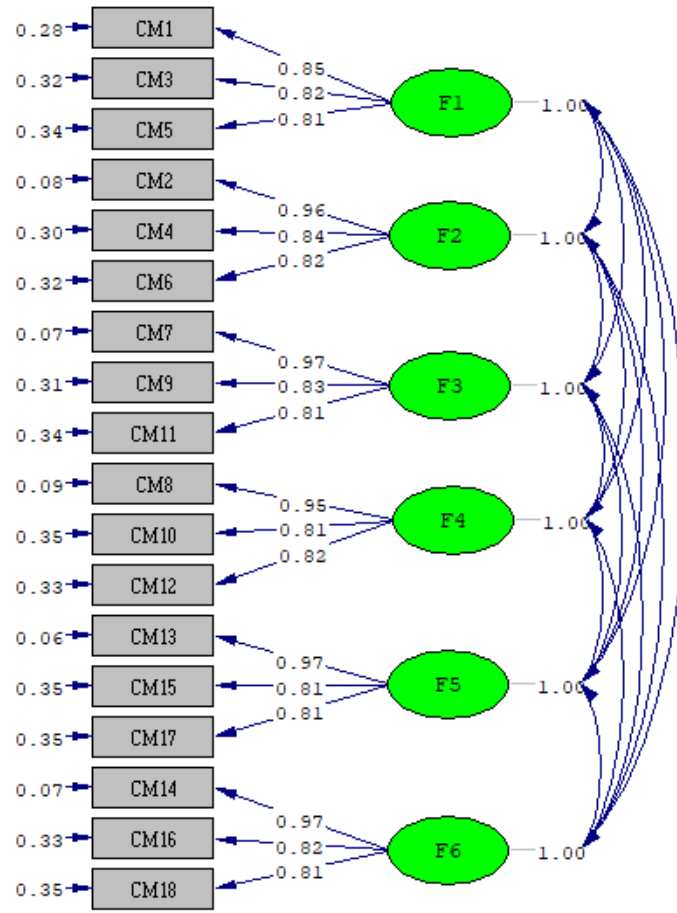 0.28 CM1
0.85
0.32 CM3 0.82 F1 1.00
0.81
0.34 CM5
0.08 CM2
0.96
0.30 CM4 0.84 F2 1.00
0.82
0.32 CM6
0.07 CM7
0.97
0.31 CM9 0.83 F3 1.00
0.81
0.34 CM11
0.09 CM8
0.95
0.35 CM10 0.81 F4 1.00
0.82
0.33 CM12
0.06 CM13
0.97
0.35 CM15 0.81 F5 1.00
0.81
0.35 CM17
0.07 CM14
0.97
0.33 CM16 0.82 F6 1.00
0.81
0.35 CM18